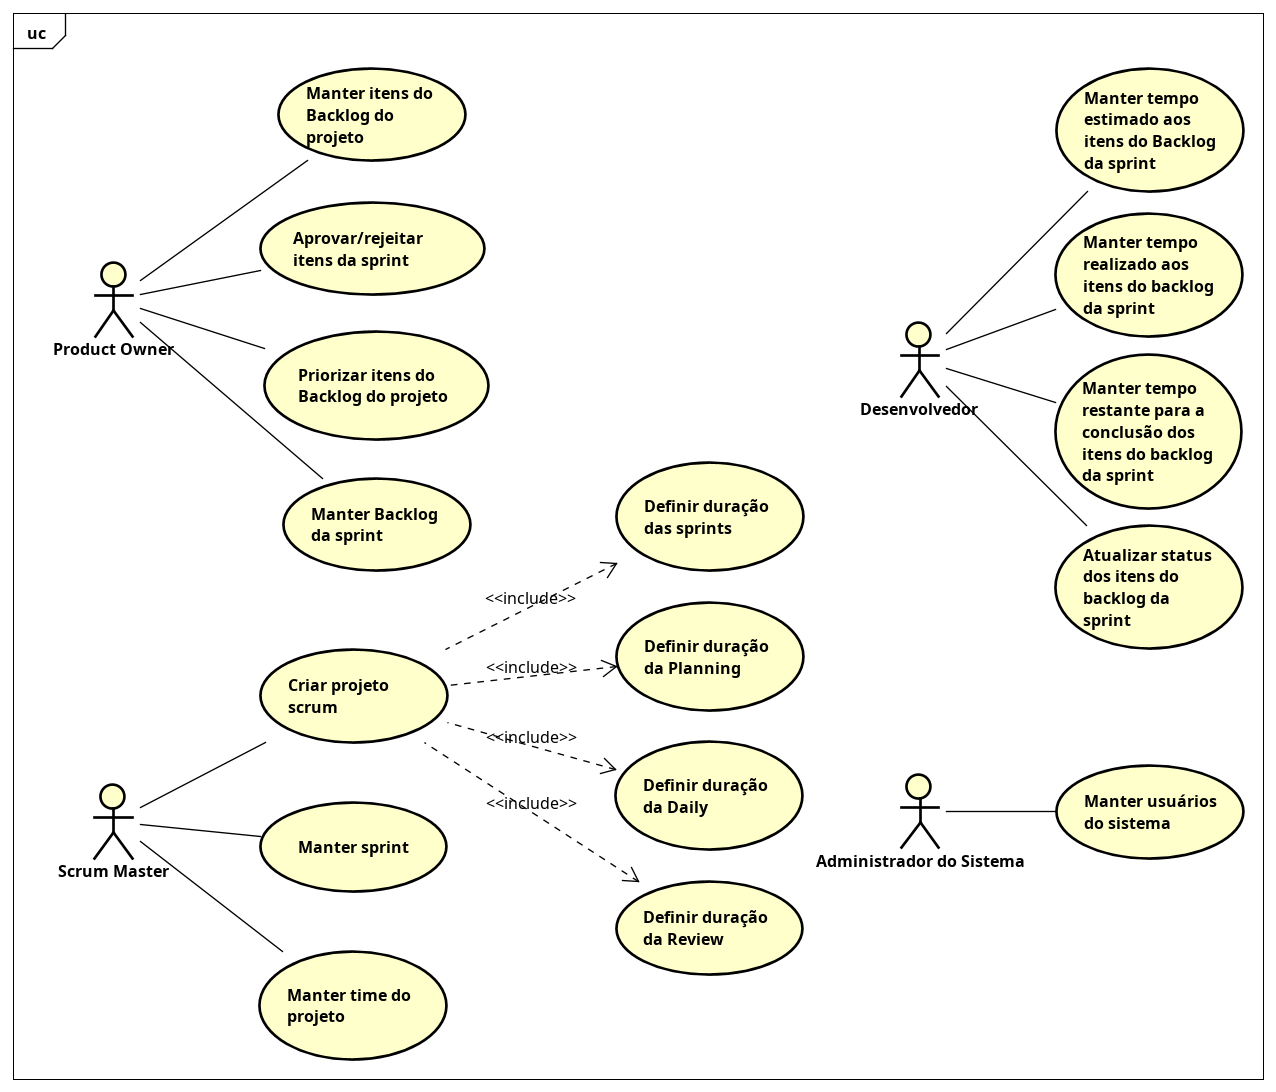 uc
Manter itens do
Backlog do
projeto
Aprovar/rejeitar
itens da sprint
Product Owner
Priorizar itens do
Backlog do projeto
Manter Backlog
da sprint
Manter tempo
estimado aos
itens do Backlog
da sprint
Manter tempo
realizado aos
itens do backlog
da sprint
Desenvolvedor
Manter tempo
restante para a
conclusão dos
itens do backlog
da sprint
Atualizar status
dos itens do
backlog da
sprint
Definir duração
das sprints
<<include>>
Definir duração
da Planning
<<include>>
Criar projeto
scrum
<<include>>
Definir duração
da Daily
<<include>>
Scrum Master
Manter sprint
Definir duração
da Review
Manter time do
projeto
Administrador do Sistema
Manter usuários
do sistema